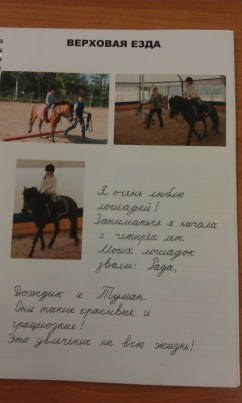 ВЕРХОВАЯ ЕЗДА
Я очень люблю
лошадей!
Заниматься я начала
с четырёх лет.
Моих лошадок
звали: Рада,
Дождик и Туман.
Они такие красивые и
грациозные!
Это увлечение на всю жизнь!